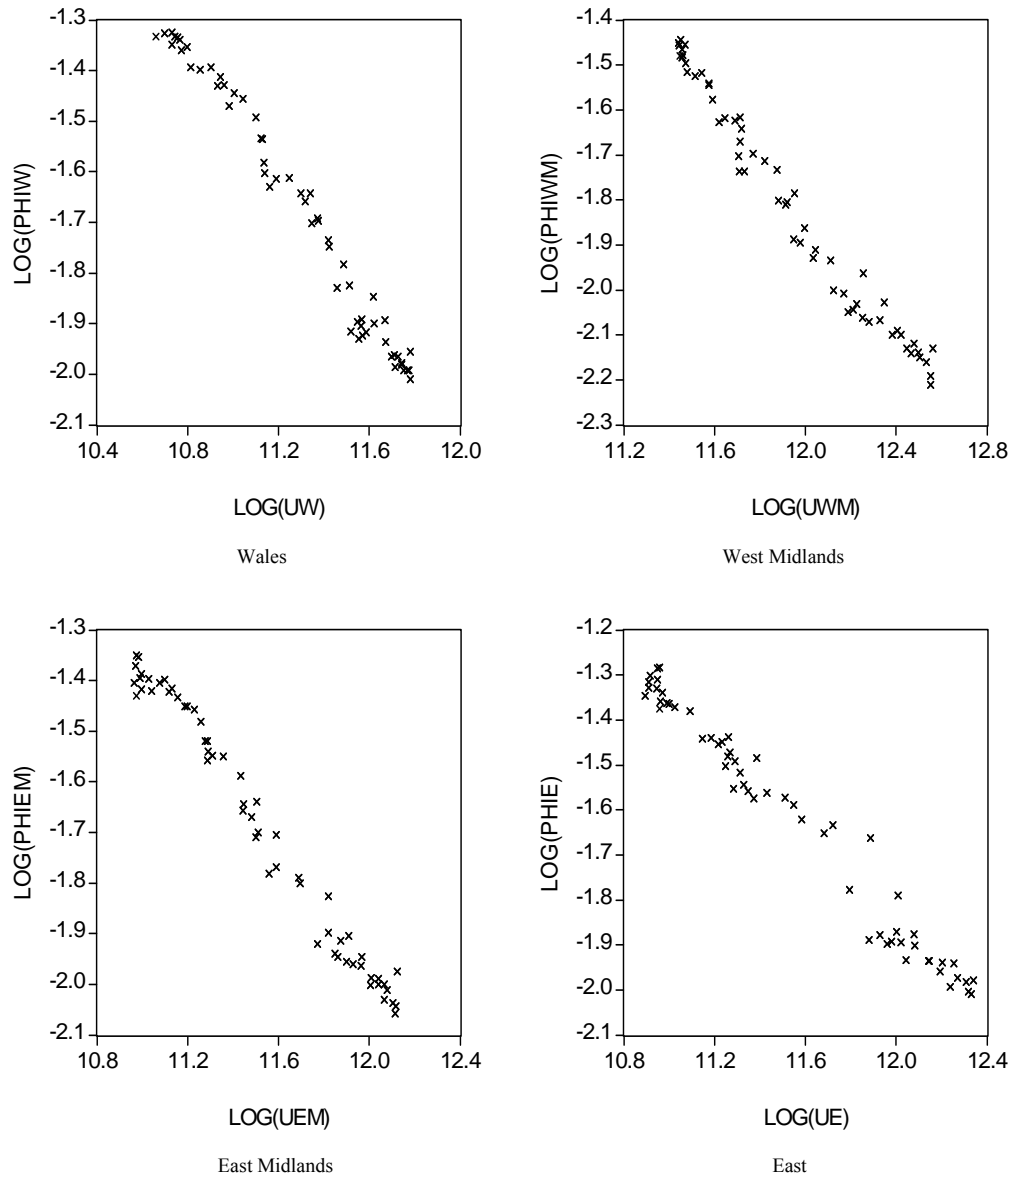 -1.3
-1.4
-1.5
-1.6
-1.7
-1.8
-1.9
-2.0
-2.1
LOG(PHIW)
10.4 10.8 11.2 11.6 12.0
LOG(UW)
Wales
-1.4
-1.5
-1.6
-1.7
-1.8
-1.9
-2.0
-2.1
-2.2
-2.3
LOG(PHIWM)
11.2 11.6 12.0 12.4 12.8
LOG(UWM)
West Midlands
-1.3
-1.4
-1.5
-1.6
-1.7
-1.8
-1.9
-2.0
-2.1
LOG(PHIEM)
10.8 11.2 11.6 12.0 12.4
LOG(UEM)
East Midlands
-1.2
-1.3
-1.4
-1.5
-1.6
-1.7
-1.8
-1.9
-2.0
-2.1
LOG(PHIE)
10.8 11.2 11.6 12.0 12.4
LOG(UE)
East